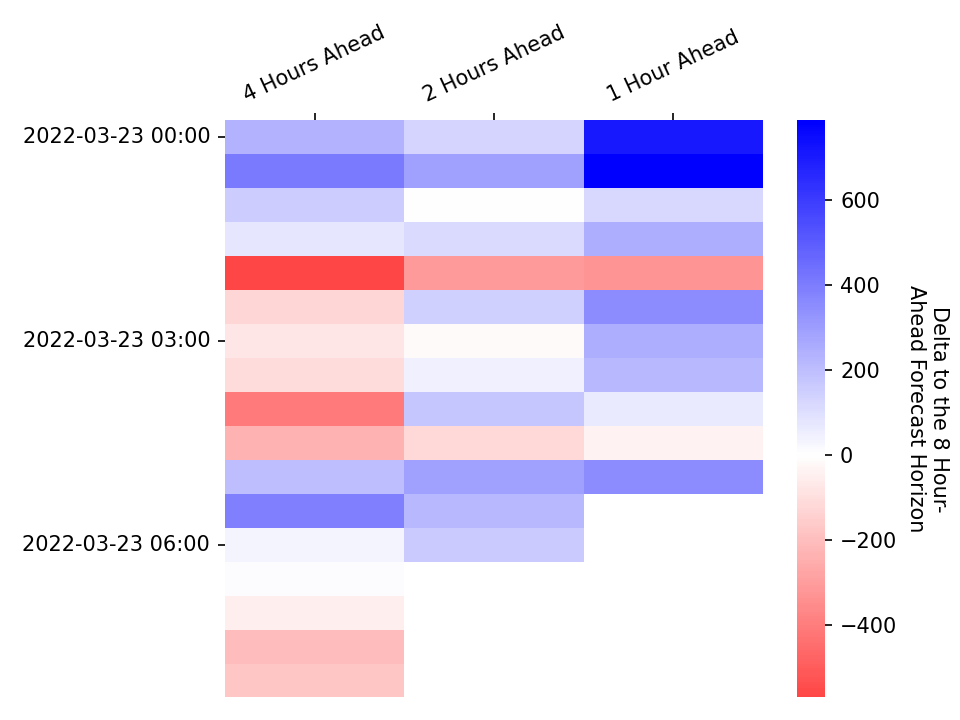 4 Hours Ahead
2 Hours Ahead
1 Hour Ahead
2022-03-23 00:00
2022-03-23 03:00
2022-03-23 06:00
600
400
200
0
−200
−400
Delta to the 8 Hour-
Ahead Forecast Horizon